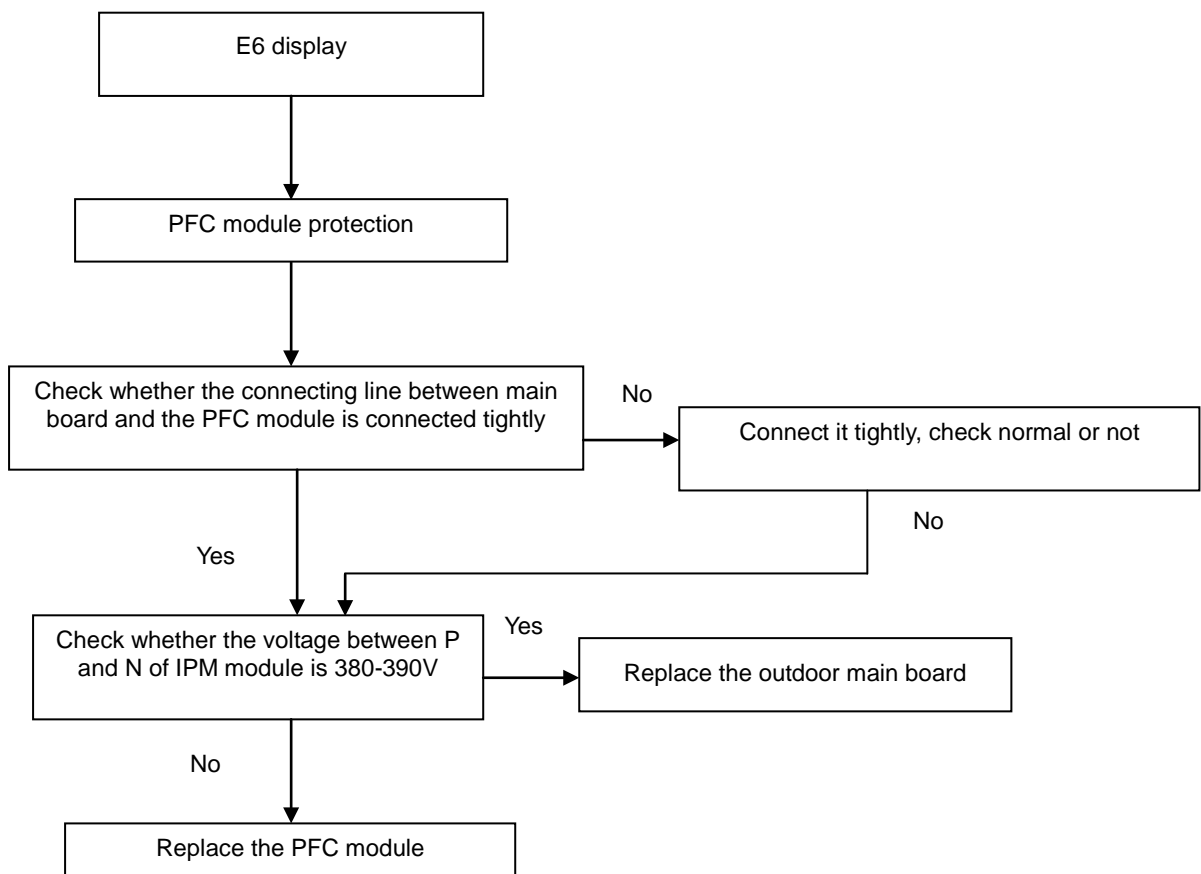 E6 display
PFC module protection
Check whether the connecting line between main
board and the PFC module is connected tightly
No
Connect it tightly, check normal or not
No
Yes
Check whether the voltage between P
and N of IPM module is 380-390V
Yes
Replace the outdoor main board
No
Replace the PFC module